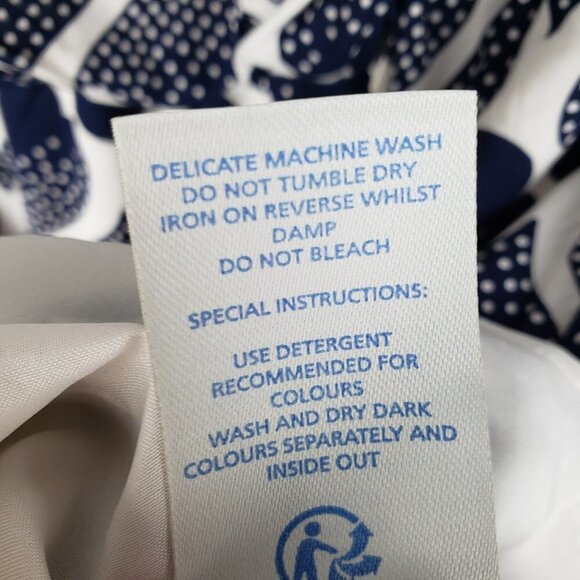 DELICATE MACHINE WASH
DO NOT TUMBLE DRY
IRON ON REVERSE WHILST
DAMP
DO NOT BLEACH
SPECIAL INSTRUCTIONS:
USE DETERGENT
RECOMMENDED FOR
COLOURS
WASH AND DRY DARK
COLOURS SEPARATELY AND
INSIDE OUT